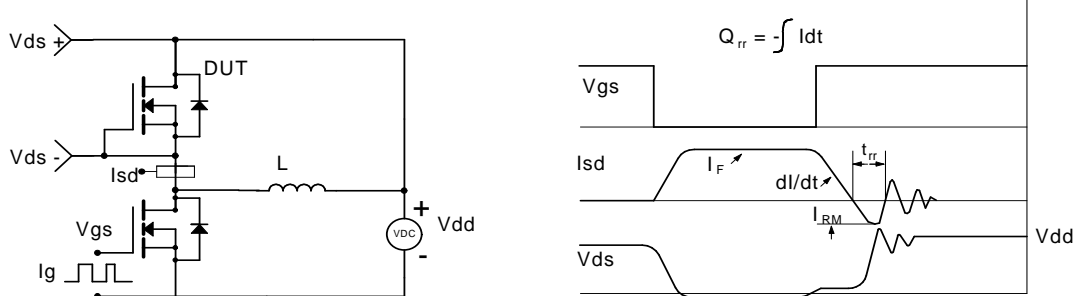 Vds +
DUT
Vds -
Isd
L
Vgs
Ig
+
VDC
-
Vdd
Q rr = -∫ Idt
Vgs
Isd
I F
dI/dt
t rr
I RM
Vds
Vdd